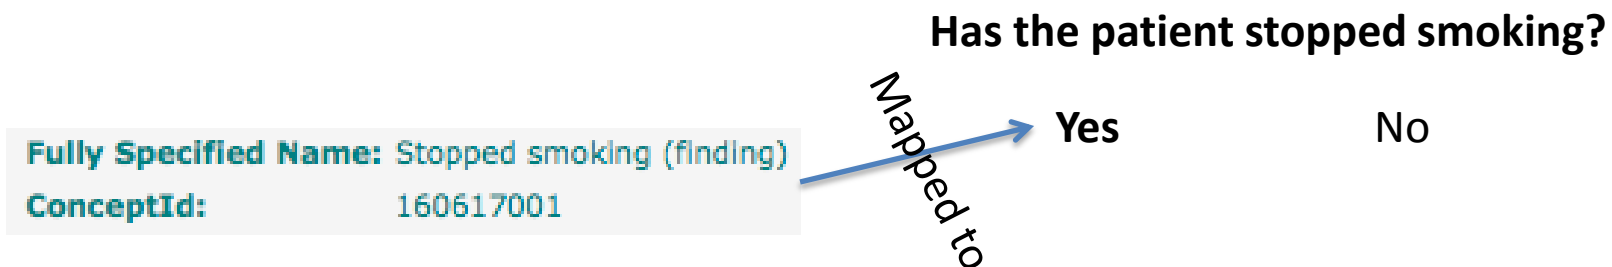 Has the patient stopped smoking?
Mapped to
Yes No
Fully Specified Name: Stopped smoking (finding)
ConceptId: 160617001